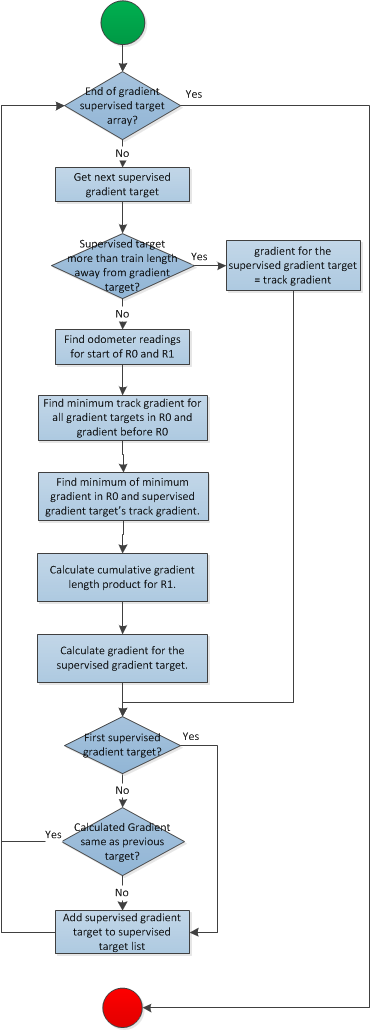 End of gradient
supervised target
array?
Yes
No
Get next supervised
gradient target
Supervised target
more than train length
away from gradient
target?
Yes
gradient for the
supervised gradient target
= track gradient
No
Find odometer readings
for start of R0 and R1
Find minimum track gradient for
all gradient targets in R0 and
gradient before R0
Find minimum of minimum
gradient in R0 and supervised
gradient target's track gradient.
Calculate cumulative gradient
length product for R1.
Calculate gradient for the
supervised gradient target.
First supervised
gradient target?
Yes
No
Calculated Gradient
same as previous
target?
Yes
No
Add supervised gradient
target to supervised
target list